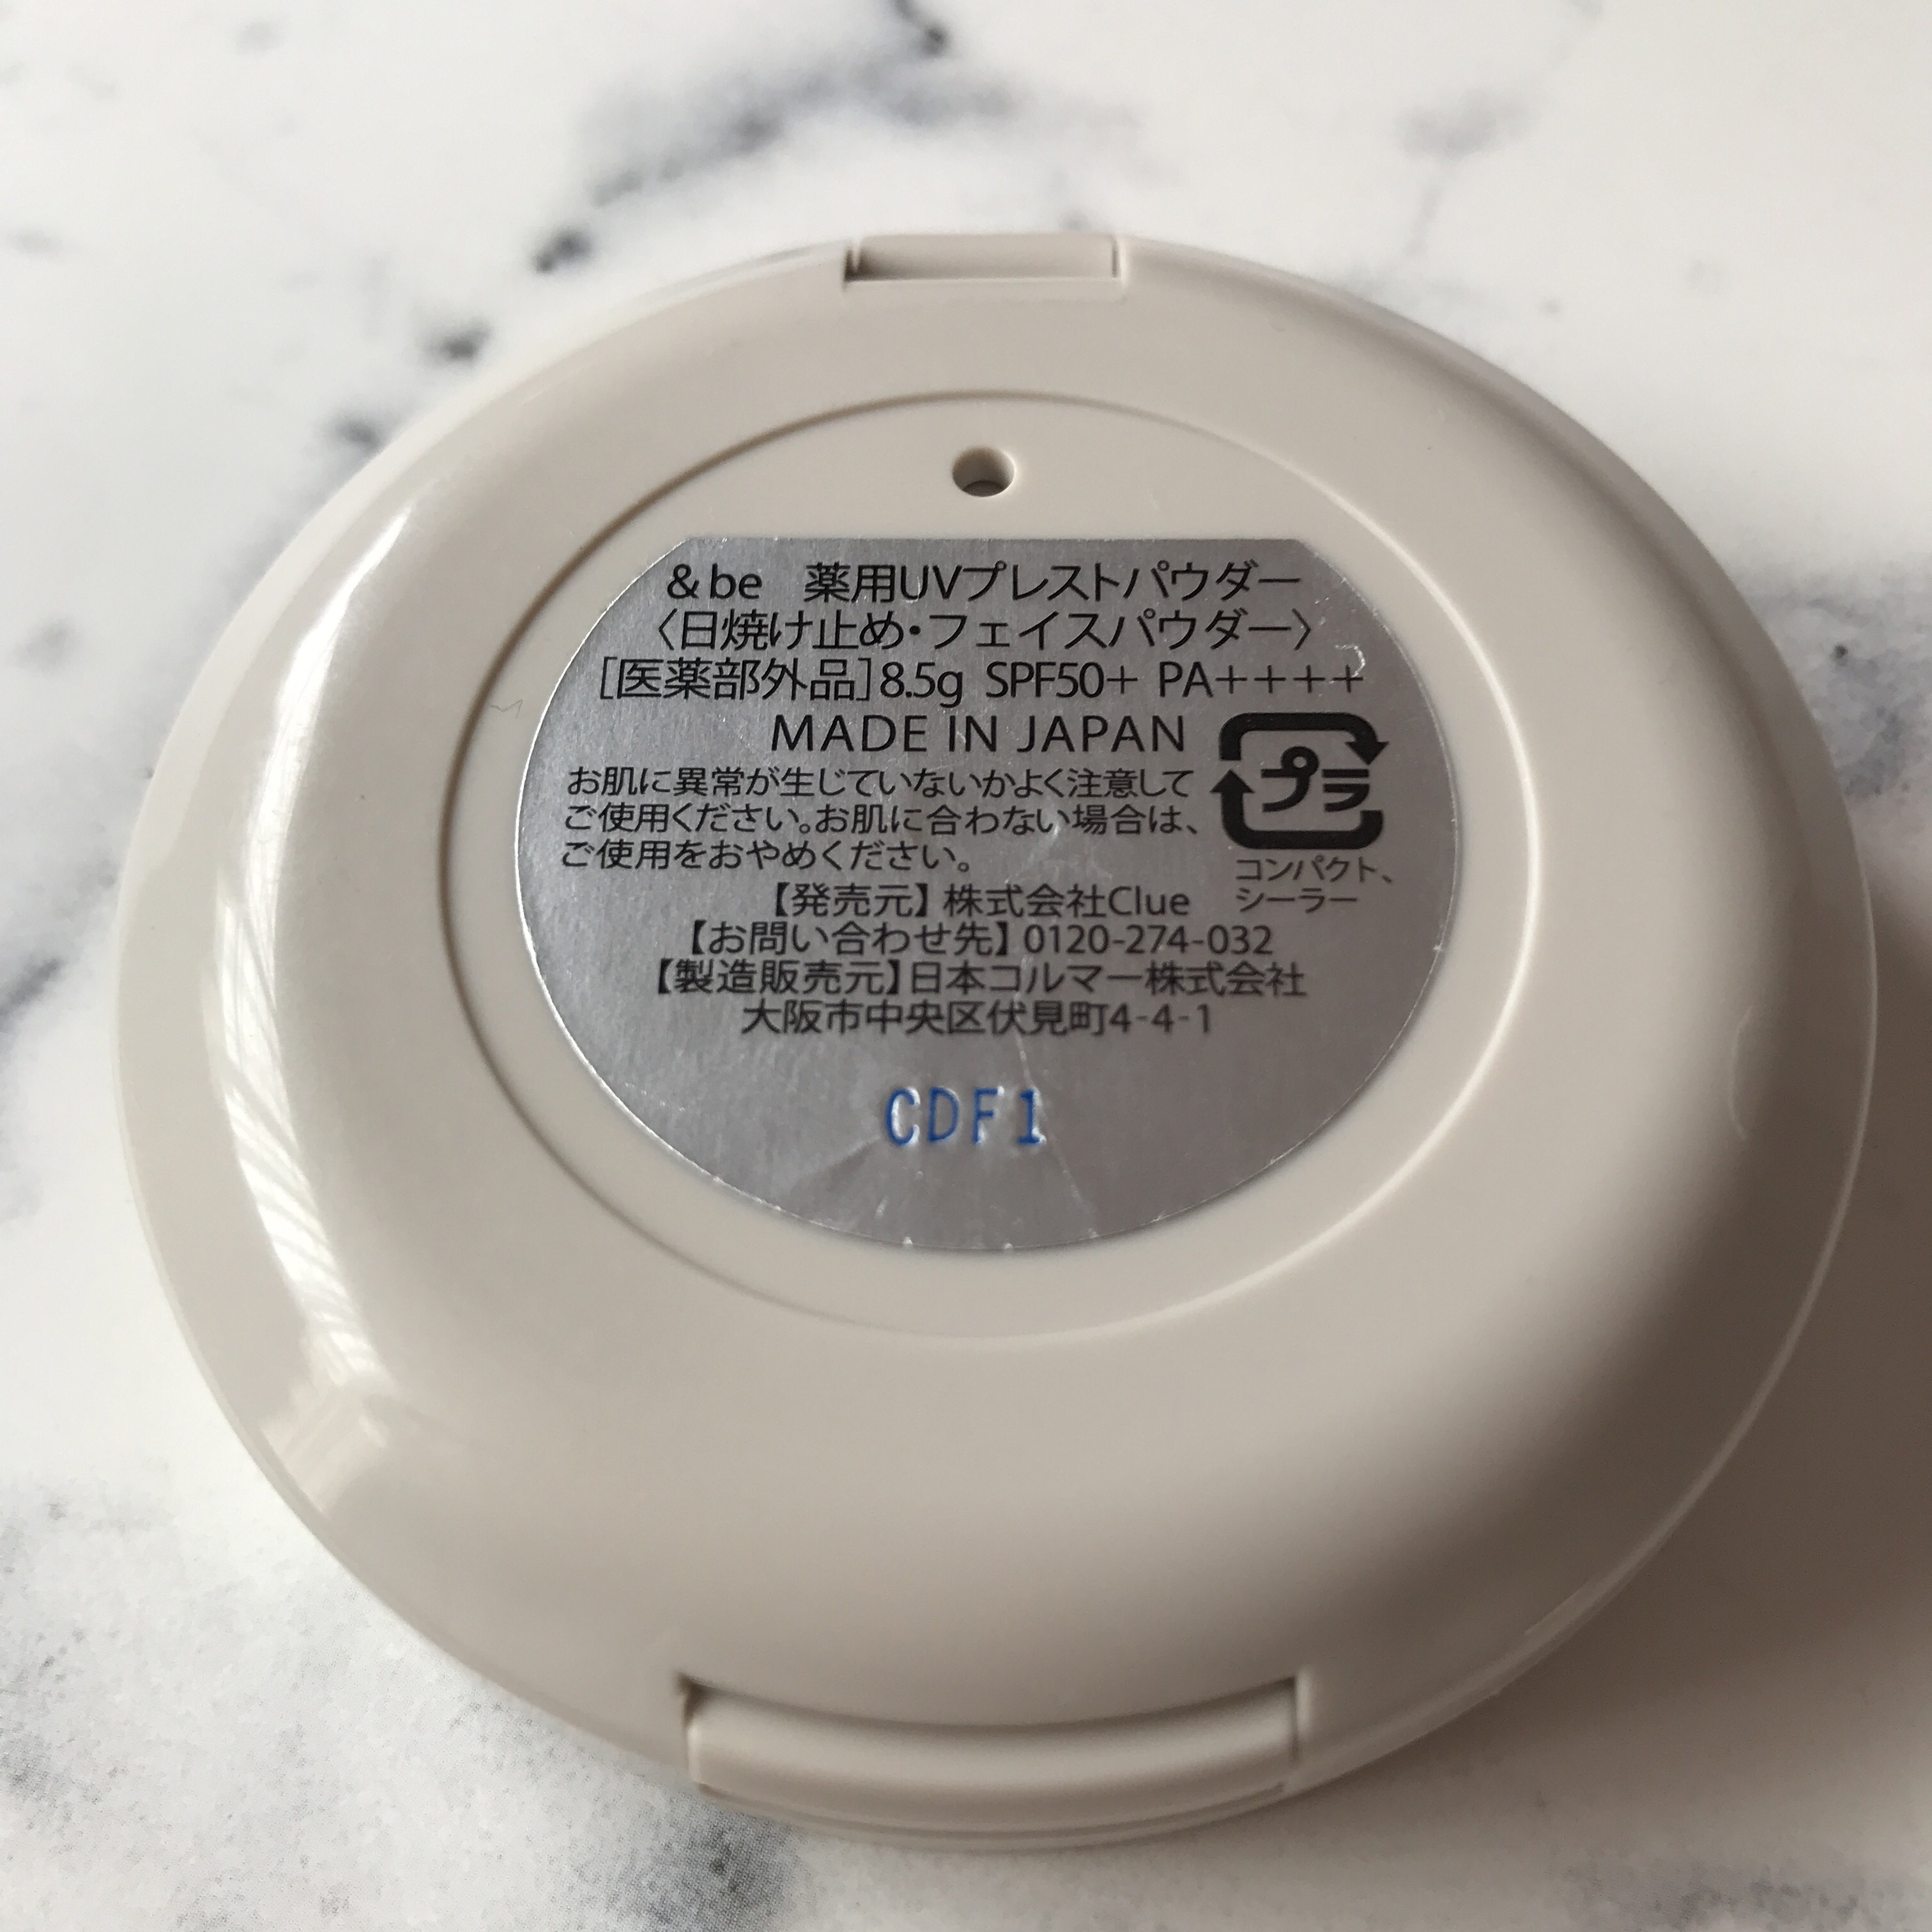 &be 薬用UVプレストパウダー
〈日焼け止め・フェイスパウダー〉
[医薬部外品]8.5g SPF50+ PA++++
MADE IN JAPAN
お肌に異常が生じていないかよく注意して
ご使用ください。お肌に合わない場合は、
ご使用をおやめください。
プラ
コンパクト、
シーラー
【発売元】株式会社Clue
【お問い合わせ先】0120-274-032
【製造販売元】日本コルマー株式会社
大阪市中央区伏見町4-4-1
CDF1